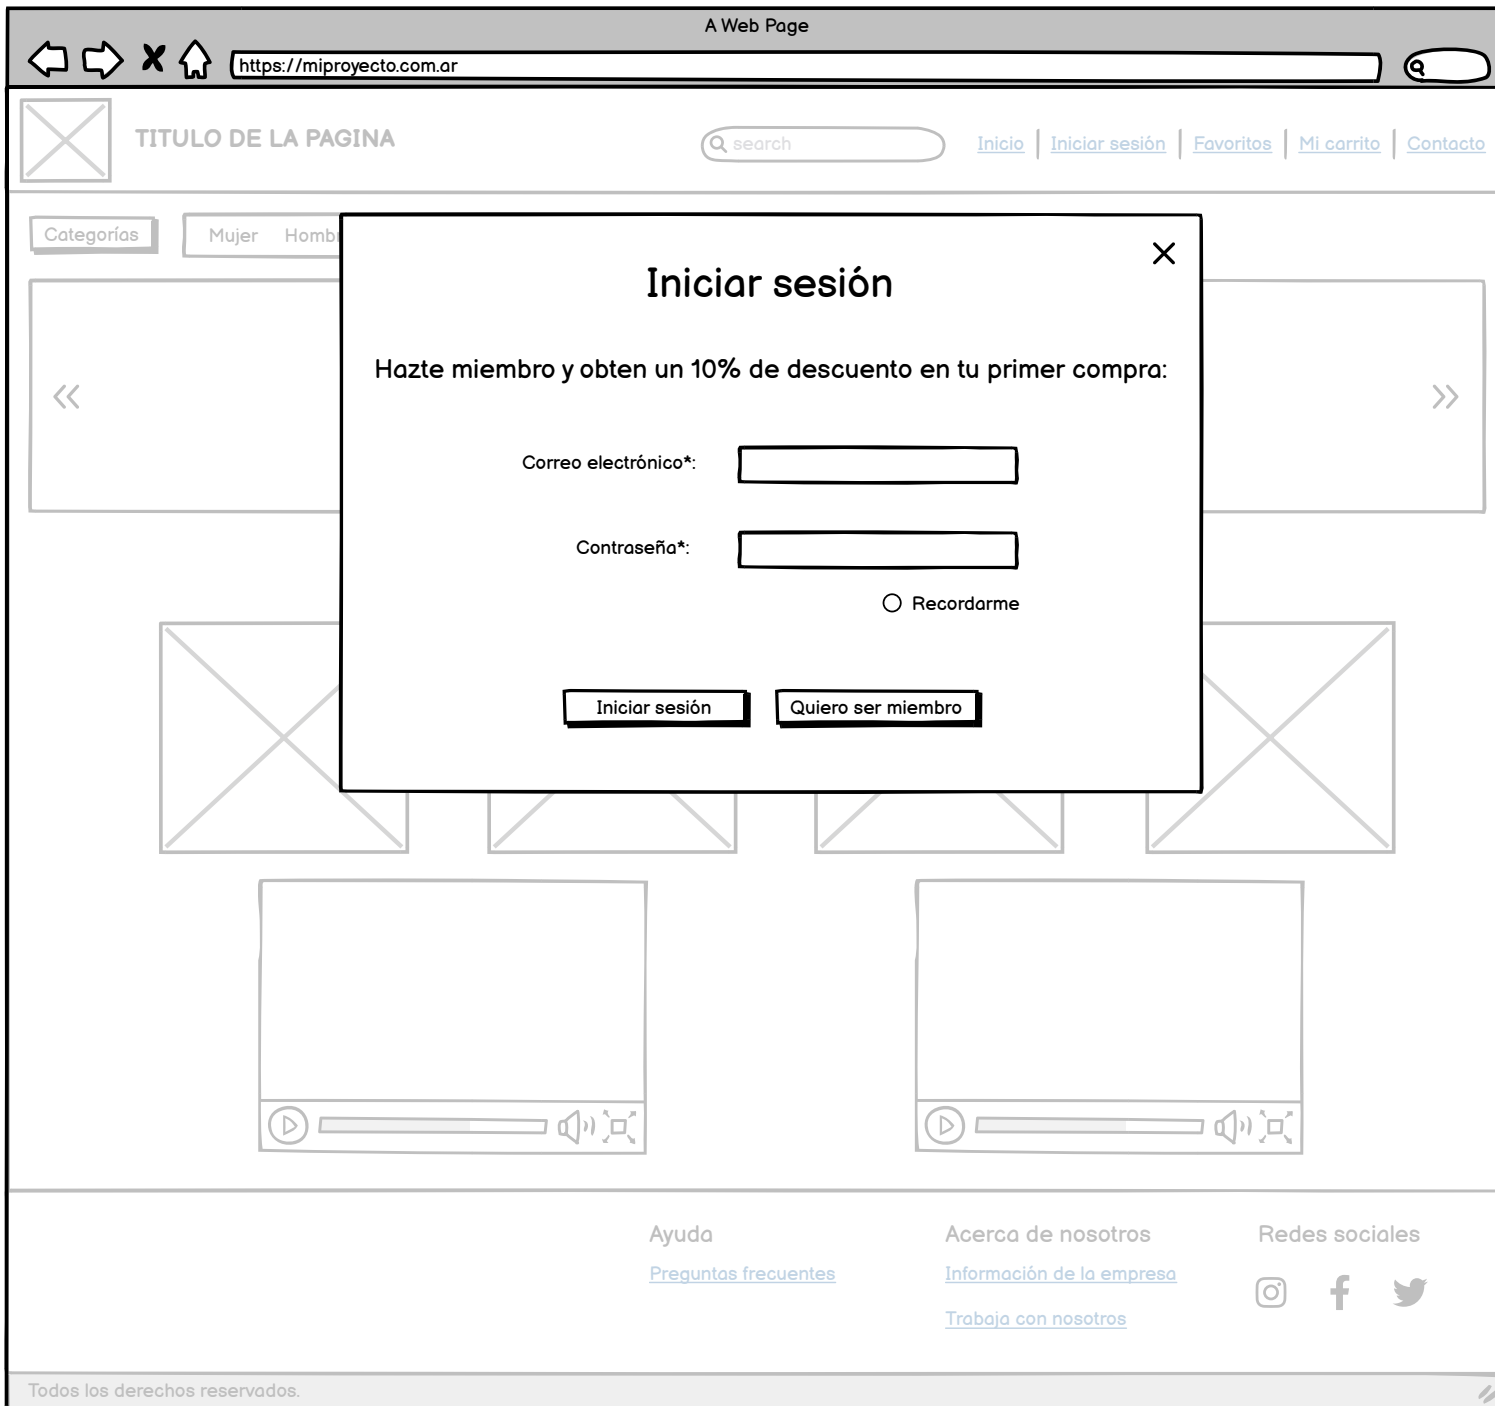 A Web Page
https://miproyecto.com.ar
TITULO DE LA PAGINA
search
Inicio
Iniciar sesión
Favoritos
Mi carrito
Contacto
Categorías
Mujer
Iniciar sesión
Hazte miembro y obten un 10% de descuento en tu primer compra:
Correo electrónico*:
Contraseña*:
Recordarme
Iniciar sesión
Quiero ser miembro
Ayuda
Acerca de nosotros
Redes sociales
Preguntas frecuentes
Información de la empresa
Trabaja con nosotros
Todos los derechos reservados.